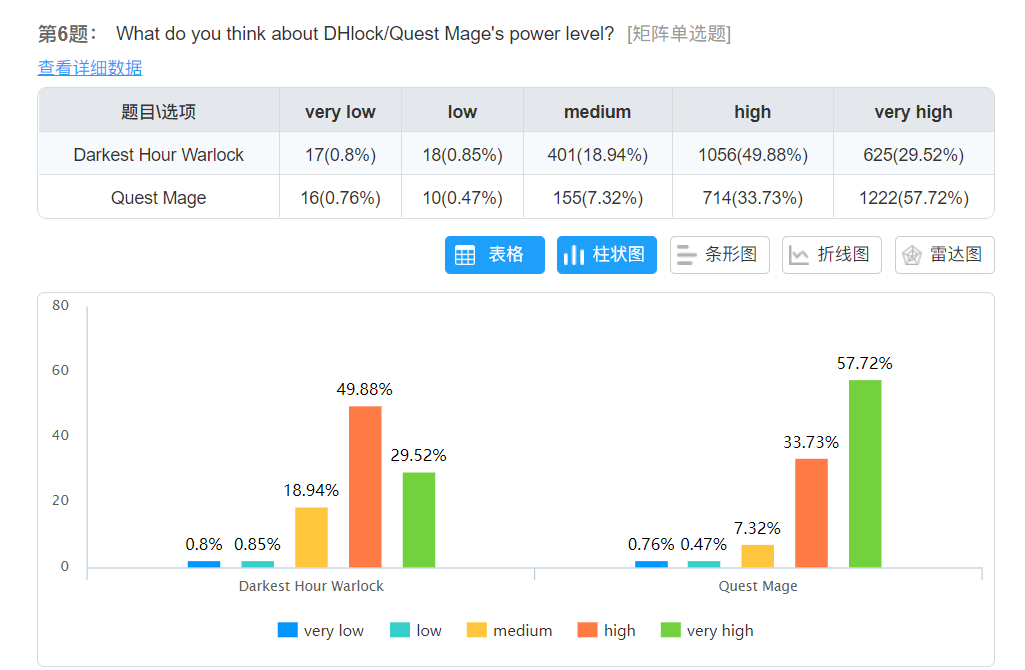 第6题： What do you think about DHlock/Quest Mage's power level? [矩阵单选题]
查看详细数据
题目\选项 very low low medium high very high
Darkest Hour Warlock 17(0.8%) 18(0.85%) 401(18.94%) 1056(49.88%) 625(29.52%)
Quest Mage 16(0.76%) 10(0.47%) 155(7.32%) 714(33.73%) 1222(57.72%)
表格 柱状图 条形图 折线图 雷达图
80
60
40
20
0
0.8% 0.85% 18.94% 49.88% 29.52%
0.76% 0.47% 7.32% 33.73% 57.72%
Darkest Hour Warlock Quest Mage
very low low medium high very high